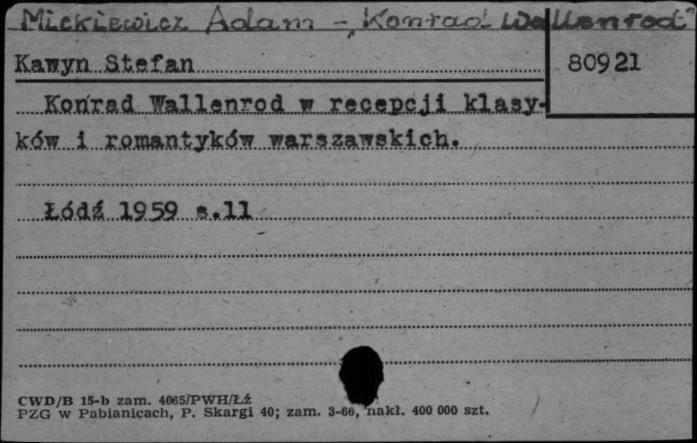 Mickiewicz Adam - „Konrad Wallenrod"
Kawyn Stefan
80921
Konrad Wallenrod w recepcji klasy-
ków i romantyków warszawskich.
Łódź 1959 s.11
CWD/B 15-b zam. 4065/PWH/Łź
PZG w Pabianicach, P. Skargi 40; zam. 3-66, nakł. 400 000 szt.